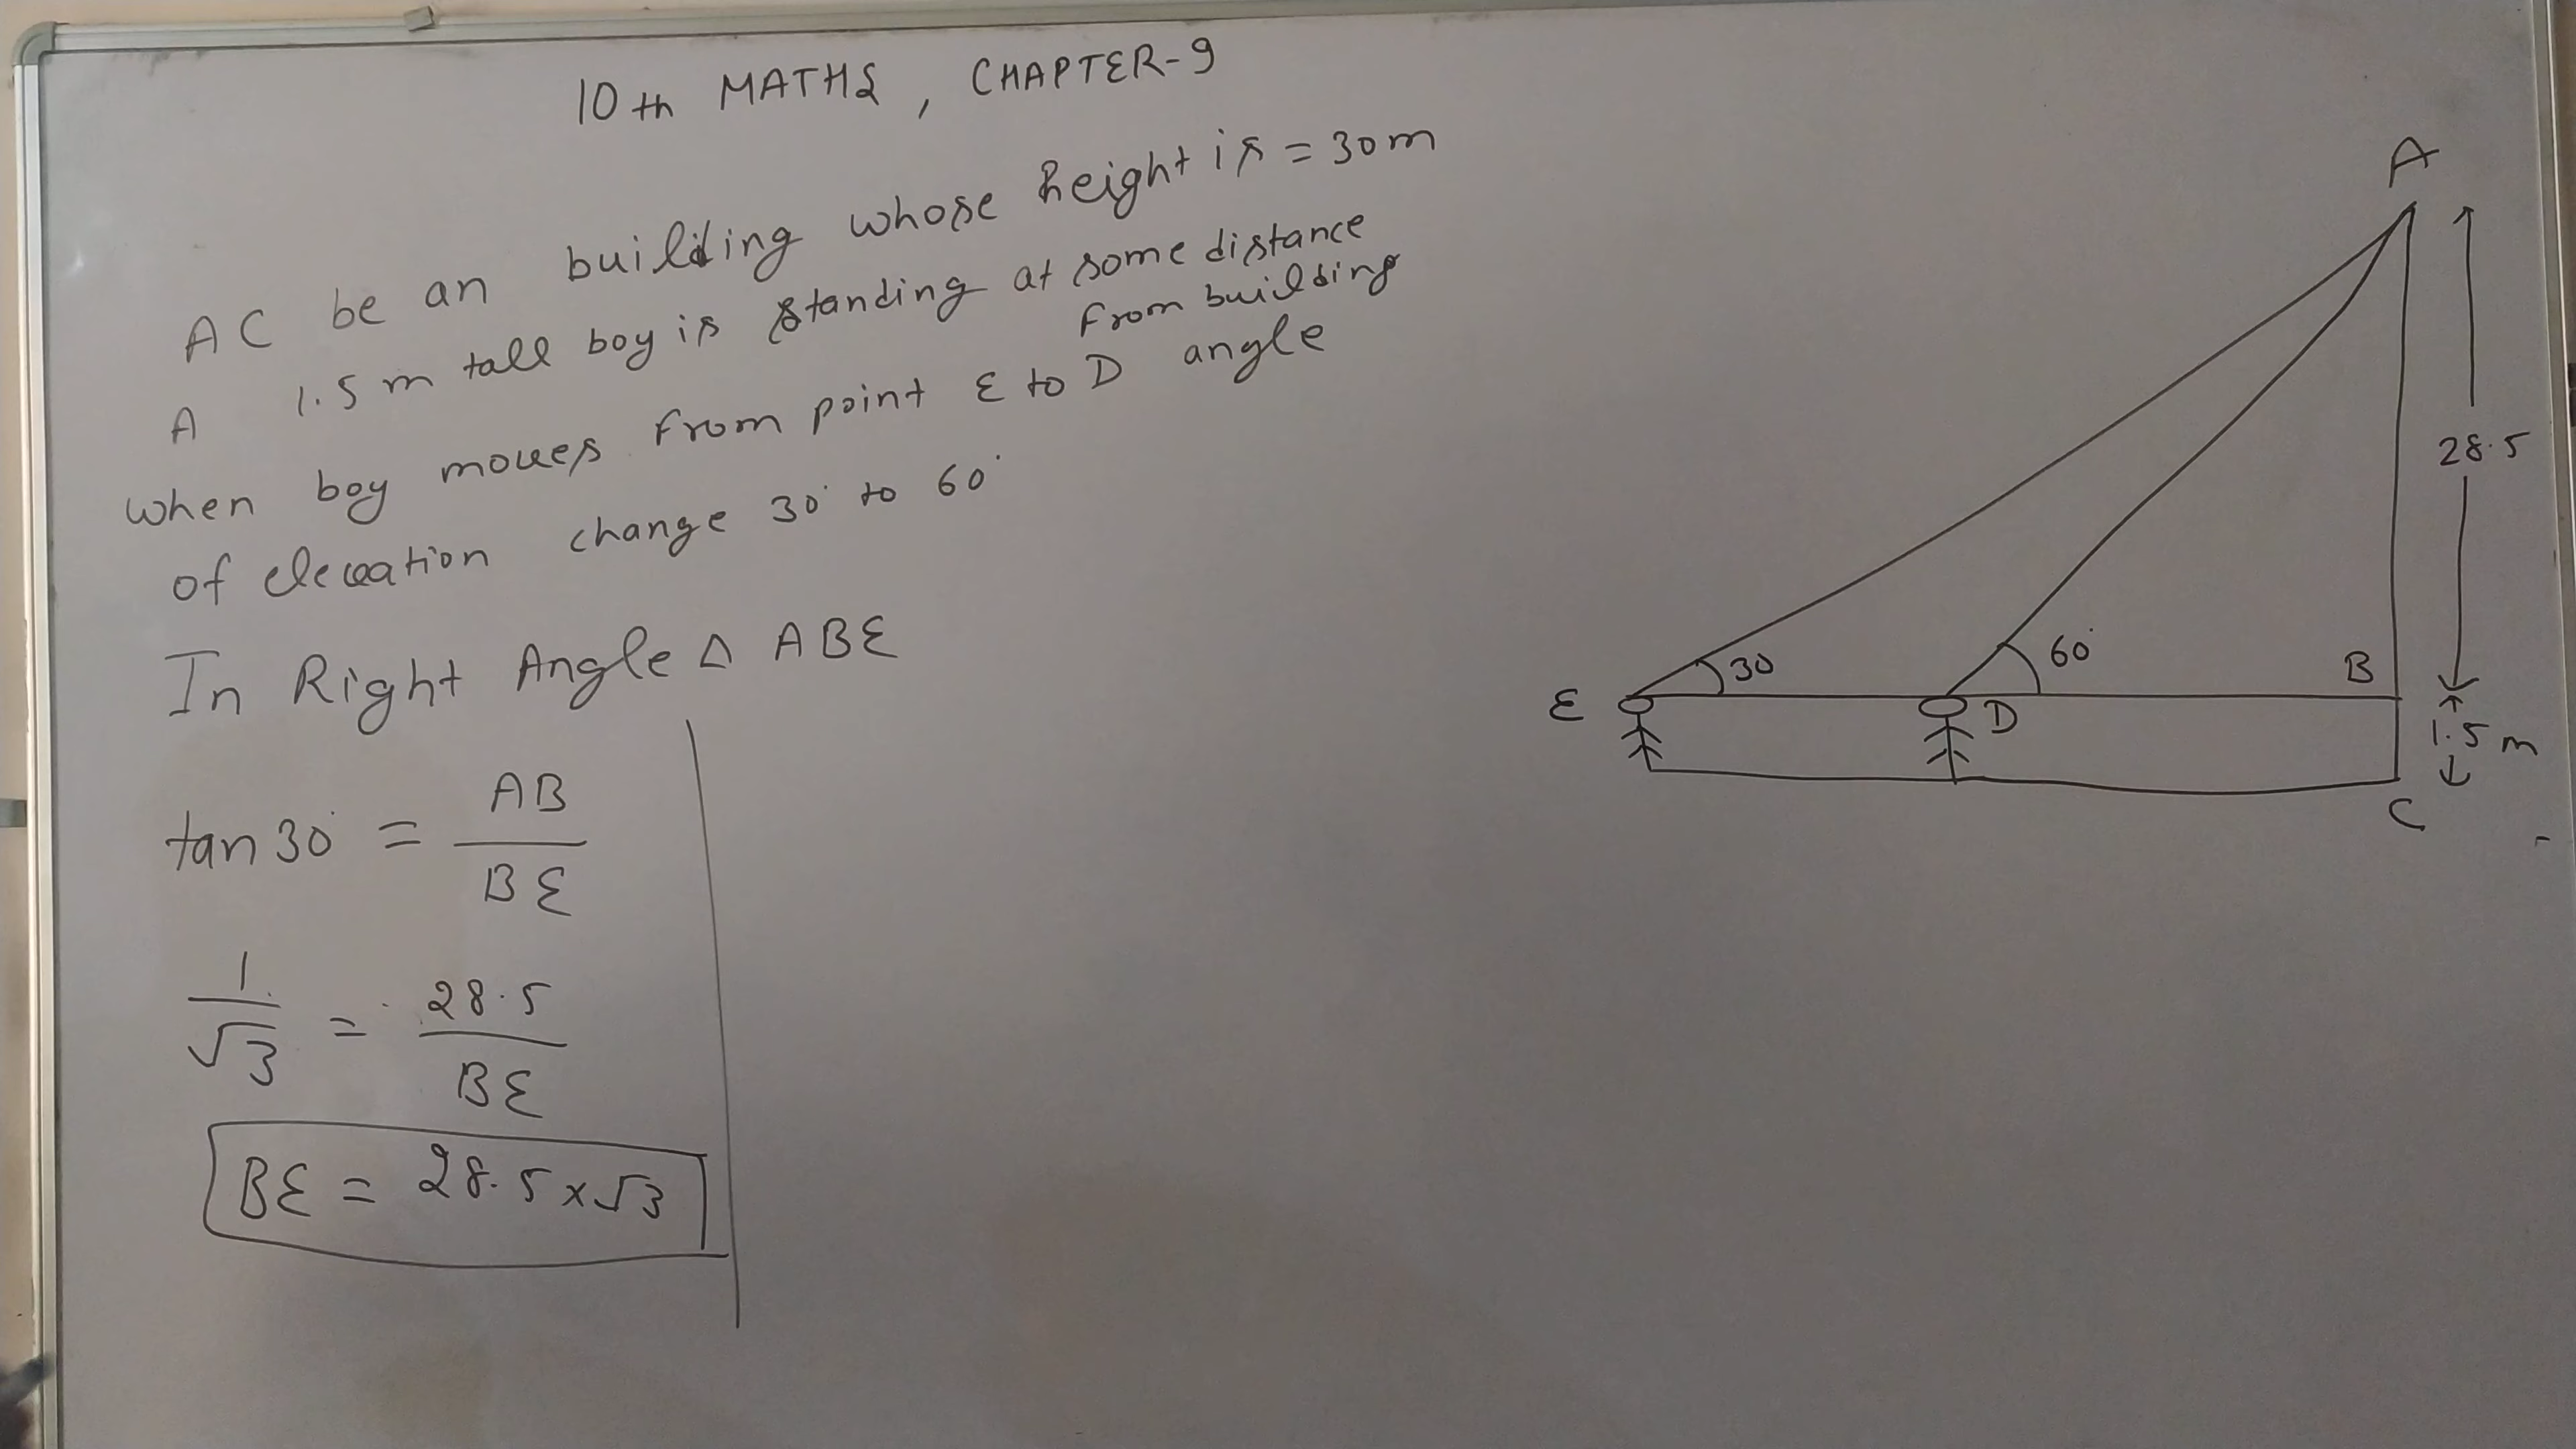 10th MATHS, CHAPTER-9
AC be an building whose height is = 30m
A 1.5 m tall boy is standing at some distance
from building
when boy moves from point E to D angle
of elevation change 30° to 60°
In Right Angle Δ ABE
tan 30° = AB / BE
1 / √3 = 28.5 / BE
BE = 28.5 × √3
A
28.5
E
30
D
60°
B
1.5 m
C